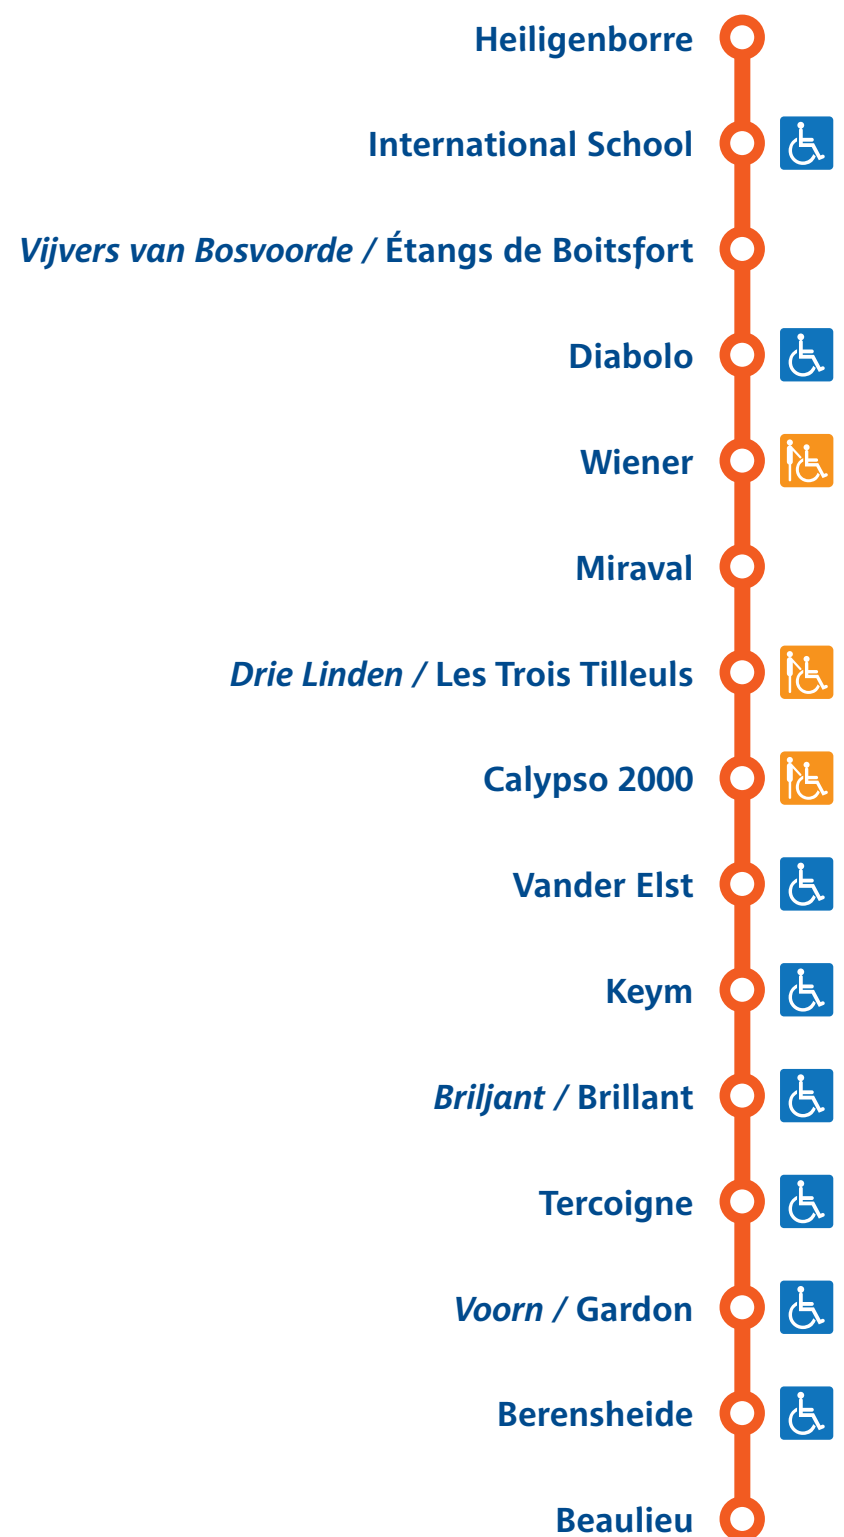 Heiligenborre
International School
Vijvers van Bosvoorde / Étangs de Boitsfort
Diabolo
Wiener
Miraval
Drie Linden / Les Trois Tilleuls
Calypso 2000
Vander Elst
Keym
Briljant / Brillant
Tercoigne
Voorn / Gardon
Berensheide
Beaulieu